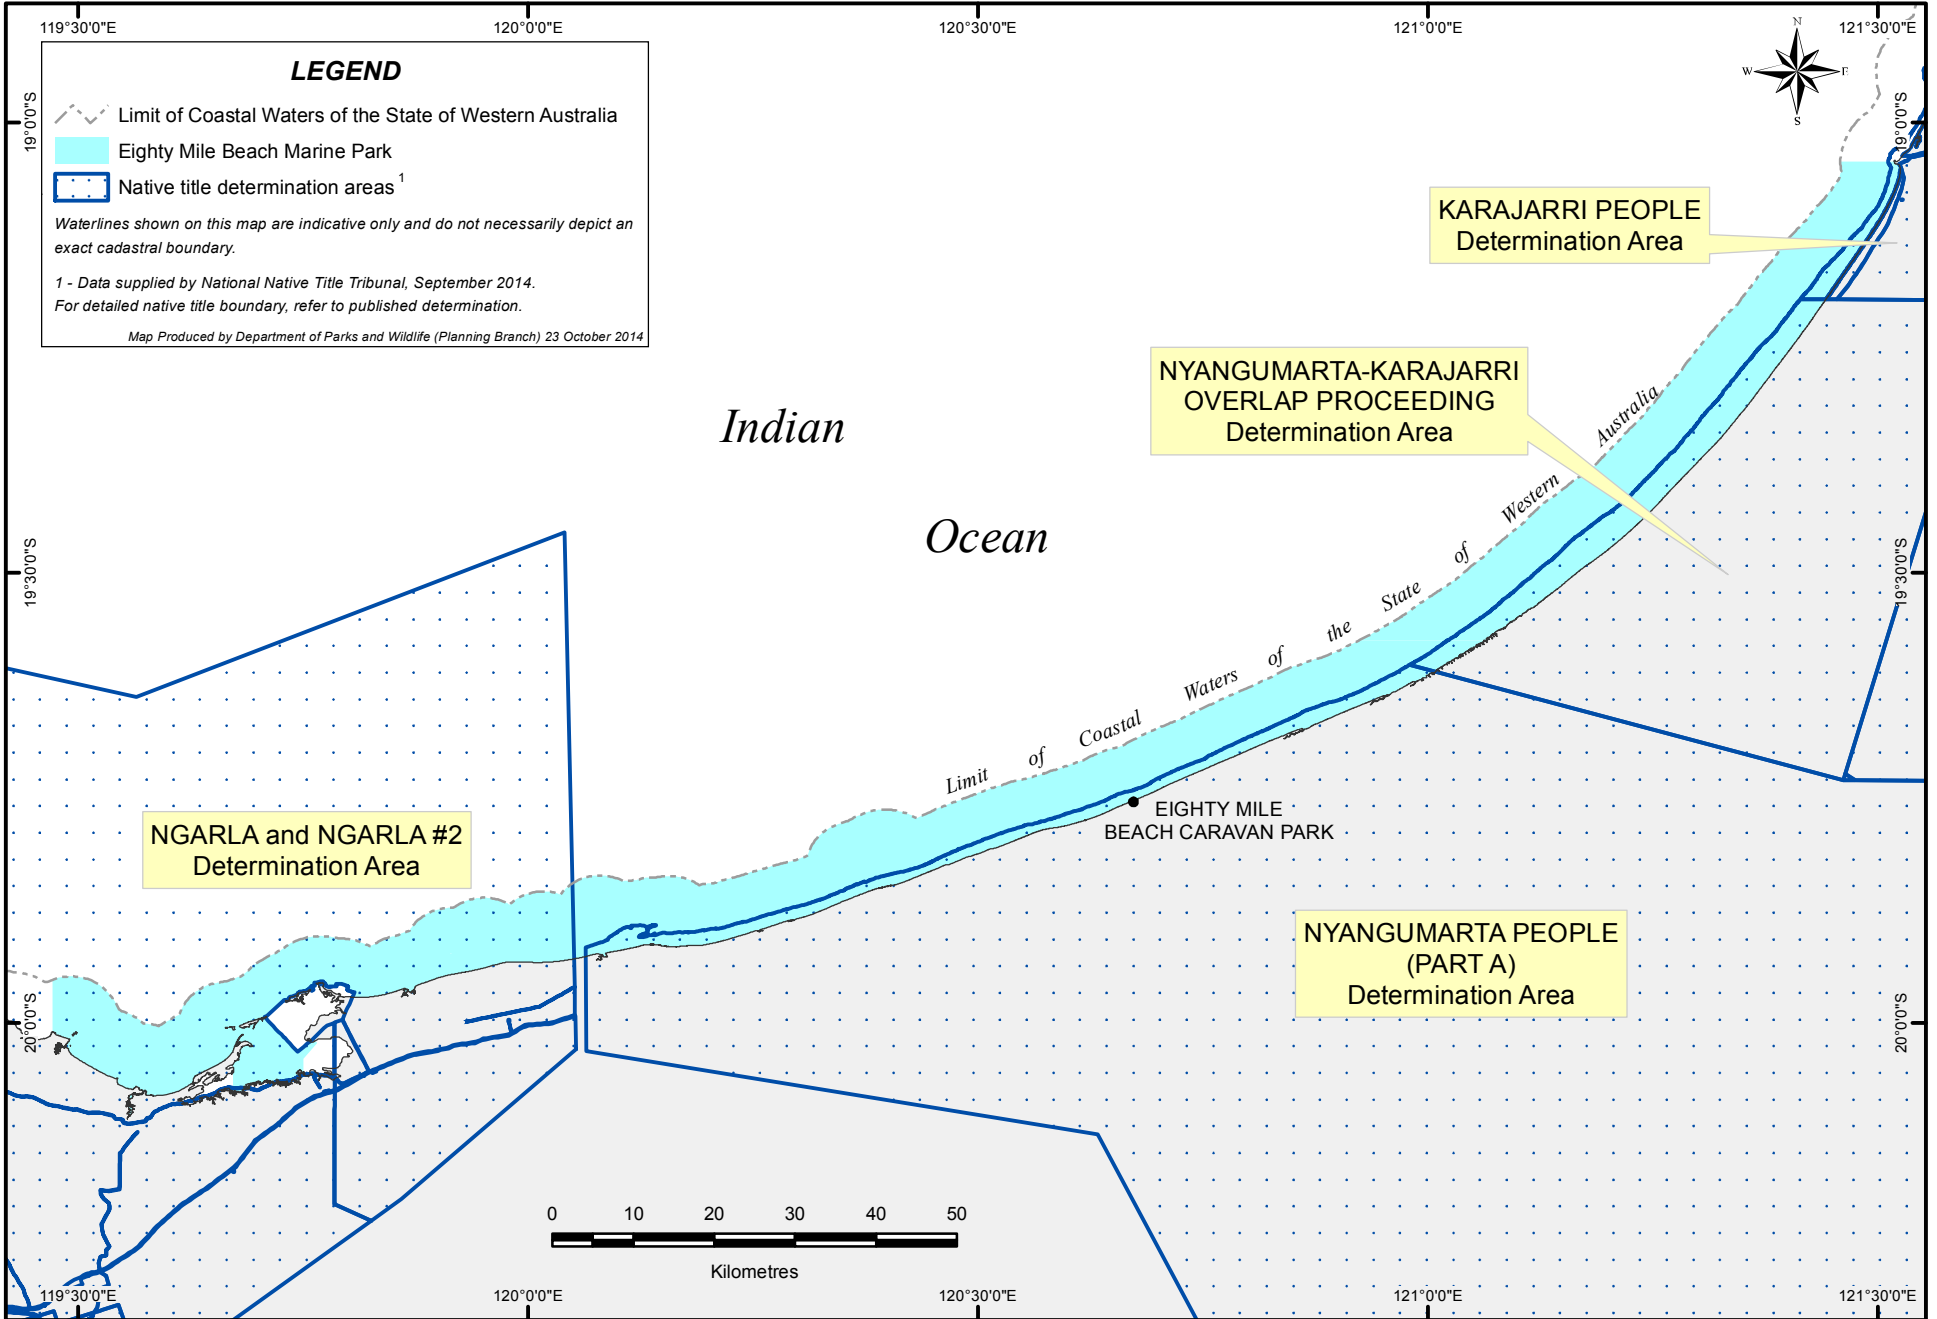 119°30'0"E
120°0'0"E
120°30'0"E
121°0'0"E
121°30'0"E
LEGEND
Limit of Coastal Waters of the State of Western Australia
Eighty Mile Beach Marine Park
Native title determination areas 1
Waterlines shown on this map are indicative only and do not necessarily depict an
exact cadastral boundary.
1 - Data supplied by National Native Title Tribunal, September 2014.
For detailed native title boundary, refer to published determination.
Map Produced by Department of Parks and Wildlife (Planning Branch) 23 October 2014
N
W
E
S
19°0'0"S
19°0'0"S
KARAJARRI PEOPLE
Determination Area
NYANGUMARTA-KARAJARRI
OVERLAP PROCEEDING
Determination Area
Indian
Ocean
19°30'0"S
19°30'0"S
Limit of Coastal Waters of the State of Western Australia
EIGHTY MILE
BEACH CARAVAN PARK
NGARLA and NGARLA #2
Determination Area
NYANGUMARTA PEOPLE
(PART A)
Determination Area
20°0'0"S
20°0'0"S
0 10 20 30 40 50
Kilometres
119°30'0"E
120°0'0"E
120°30'0"E
121°0'0"E
121°30'0"E